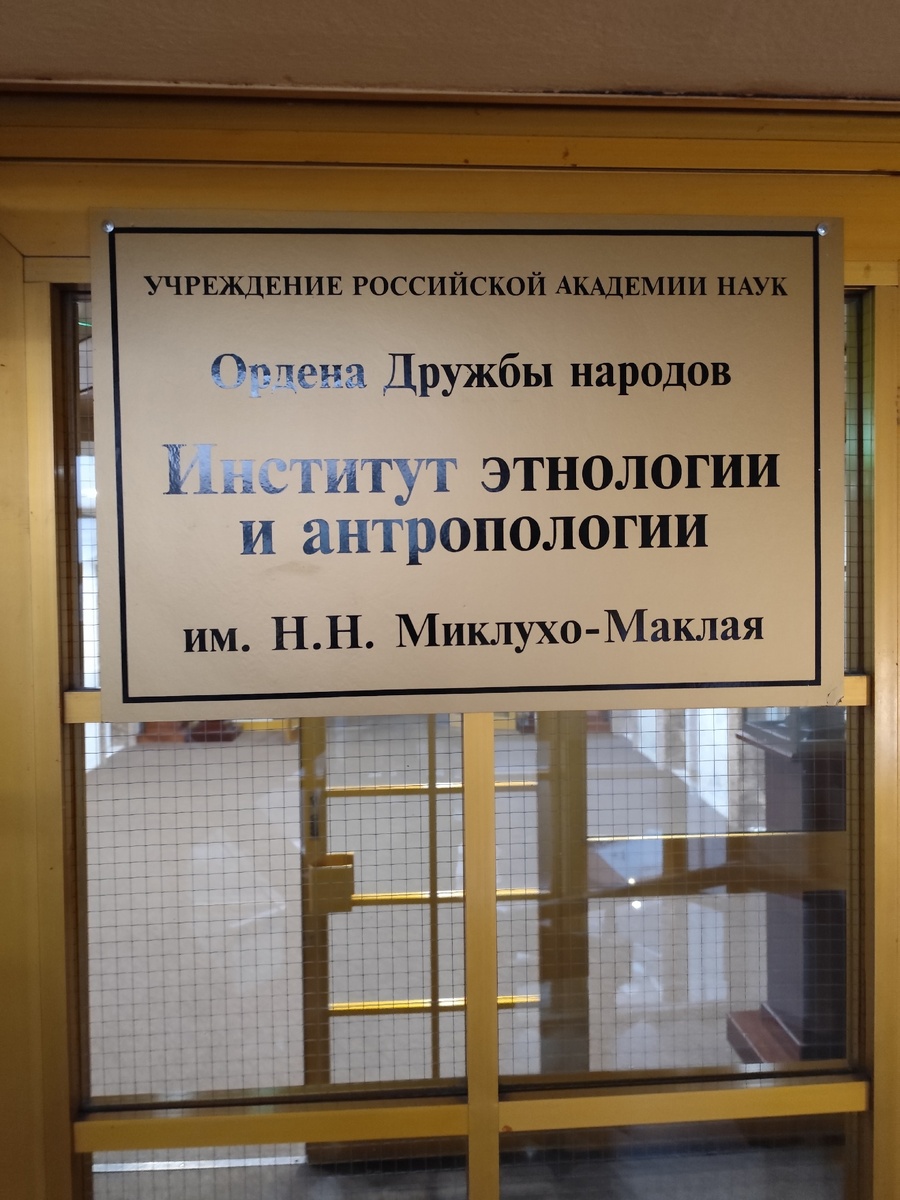 УЧРЕЖДЕНИЕ РОССИЙСКОЙ АКАДЕМИИ НАУК
Ордена Дружбы народов
Институт этнологии
и антропологии
им. Н.Н. Миклухо-Маклая